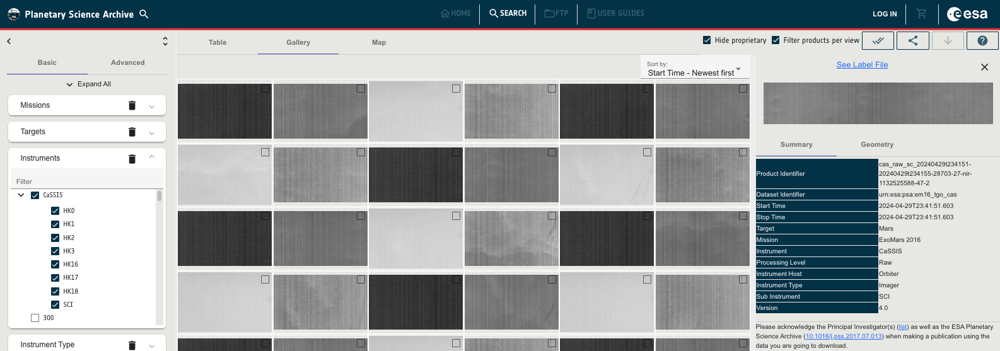 Planetary Science Archive
HOME
SEARCH
FTP
USER GUIDES
LOG IN
esa
Table
Gallery
Map
Hide proprietary
Filter products per view
Basic
Advanced
Expand All
Missions
Targets
Instruments
Filter
CaSSIS
HK0
HK1
HK2
HK3
HK16
HK17
HK18
SCI
300
Instrument Type
Sort by:
Start Time - Newest first
See Label File
Summary
Geometry
Product Identifier
cas_raw_sc_20240429t234151-
20240429t234155-28703-27-nir-
1132525588-47-2
Dataset Identifier
urn:esa:psa:em16_tgo_cas
Start Time
2024-04-29T23:41:51.603
Stop Time
2024-04-29T23:41:51.603
Target
Mars
Mission
ExoMars 2016
Instrument
CaSSIS
Processing Level
Raw
Instrument Host
Orbiter
Instrument Type
Imager
Sub Instrument
SCI
Version
4.0
Please acknowledge the Principal Investigator(s) (list) as well as the ESA Planetary
Science Archive (10.1016/j.pss.2017.07.013) when making a publication using the
data you are going to download.